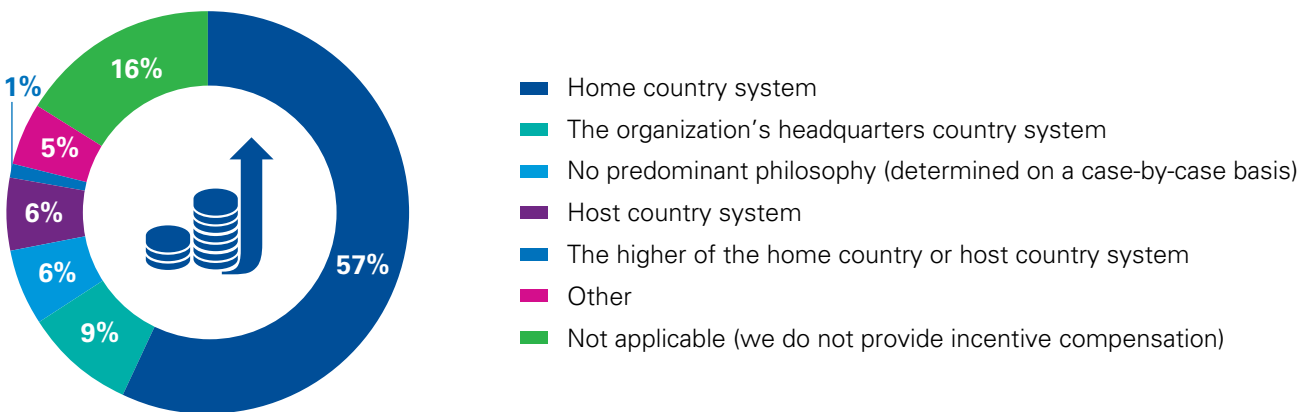 16%
1%
5%
6%
6%
9%
57%
Home country system
The organization’s headquarters country system
No predominant philosophy (determined on a case-by-case basis)
Host country system
The higher of the home country or host country system
Other
Not applicable (we do not provide incentive compensation)